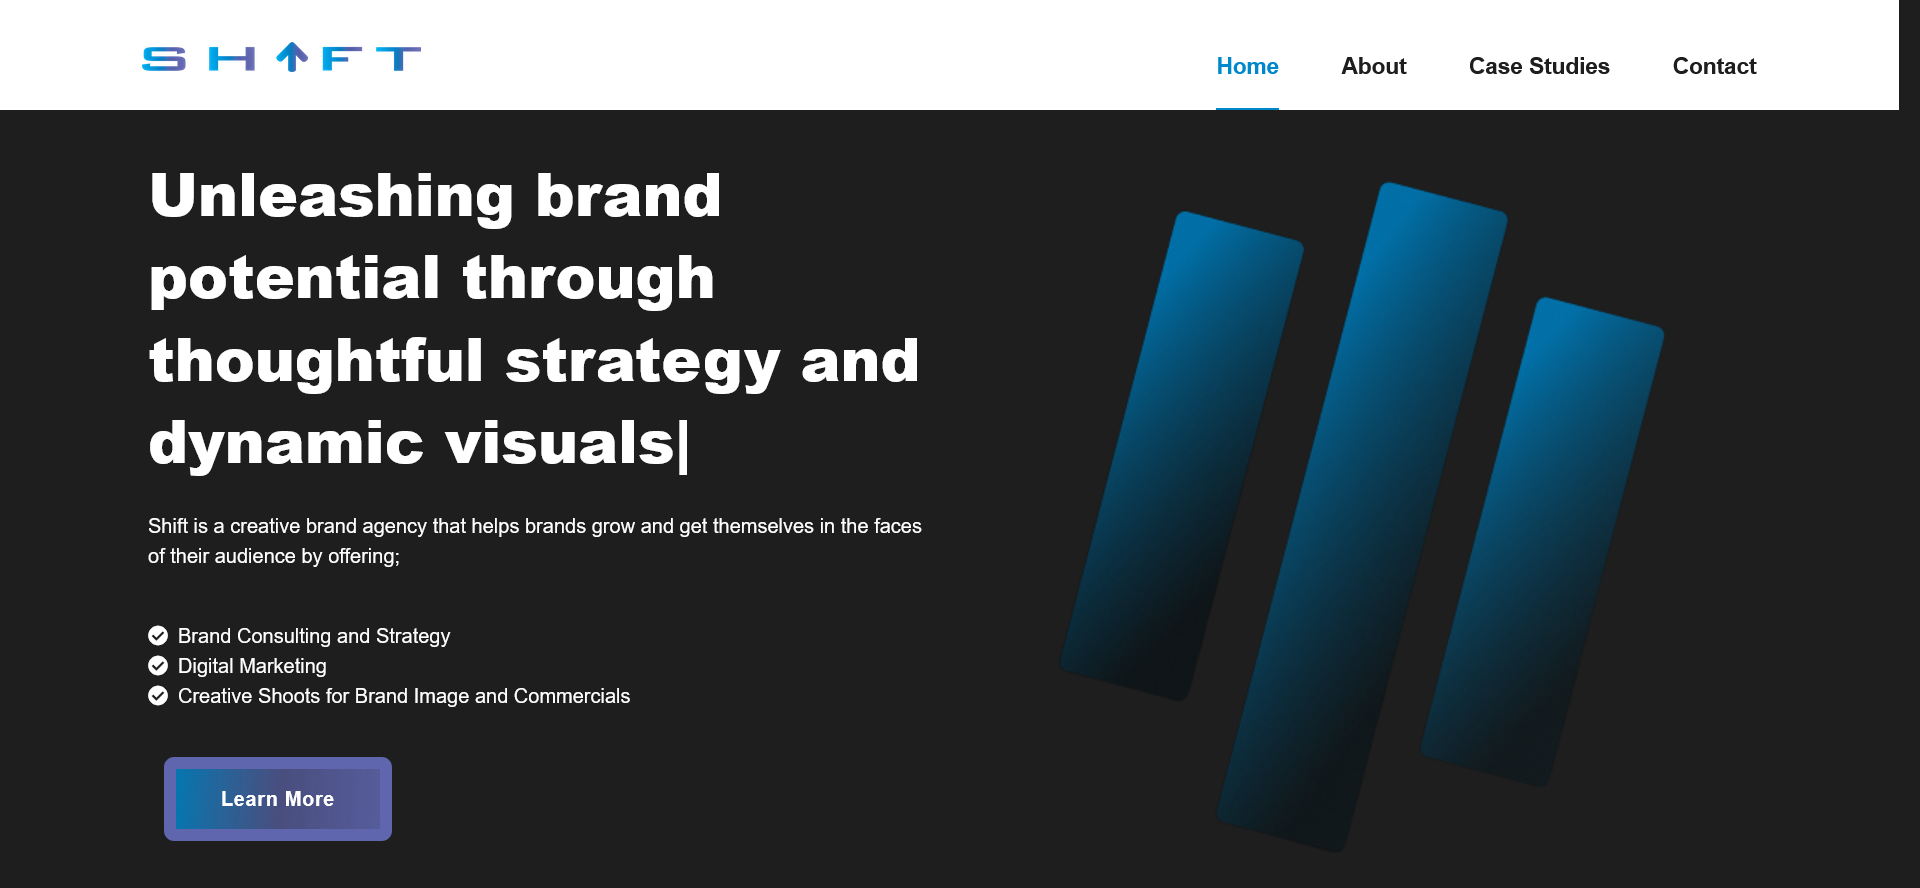 SH↑FT
Home
About
Case Studies
Contact
Unleashing brand
potential through
thoughtful strategy and
dynamic visuals|
Shift is a creative brand agency that helps brands grow and get themselves in the faces
of their audience by offering;
Brand Consulting and Strategy
Digital Marketing
Creative Shoots for Brand Image and Commercials
Learn More